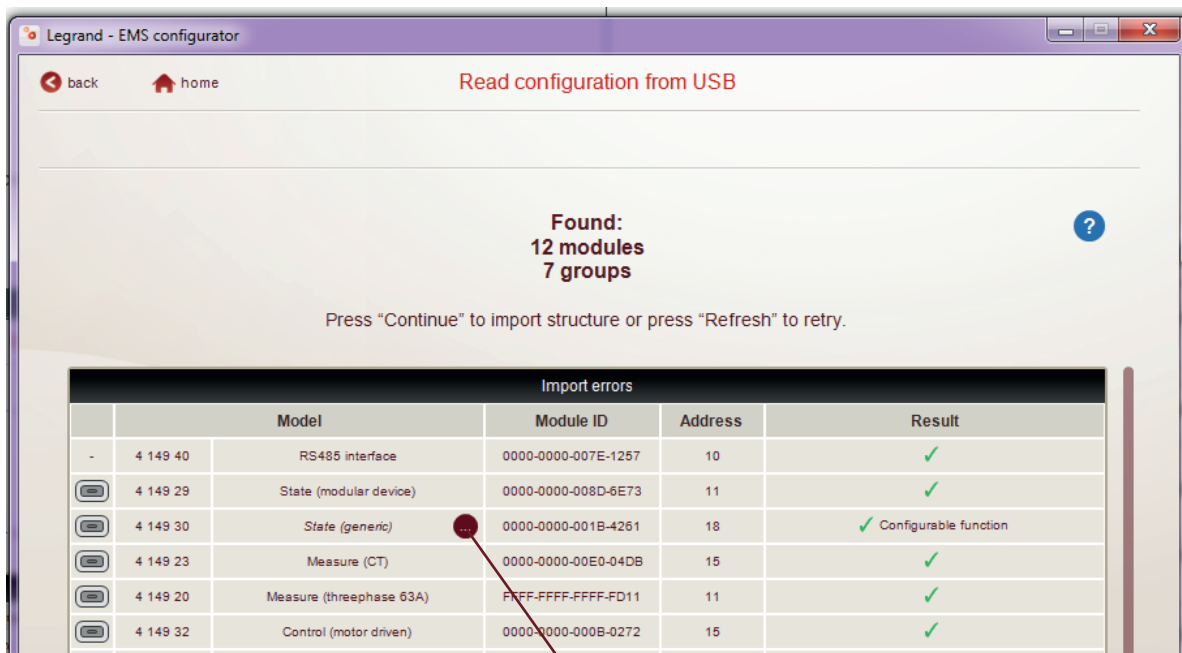 Legrand - EMS configurator
back home Read configuration from USB
Found:
12 modules
7 groups
?
Press “Continue” to import structure or press “Refresh” to retry.
Import errors
Model Module ID Address Result
- 4 149 40 RS485 interface 0000-0000-007E-1257 10 ✓
4 149 29 State (modular device) 0000-0000-008D-6E73 11 ✓
4 149 30 State (generic) ... 0000-0000-001B-4261 18 ✓ Configurable function
4 149 23 Measure (CT) 0000-0000-00E0-04DB 15 ✓
4 149 20 Measure (threephase 63A) FFFF-FFFF-FFFF-FD11 11 ✓
4 149 32 Control (motor driven) 0000-0000-000B-0272 15 ✓